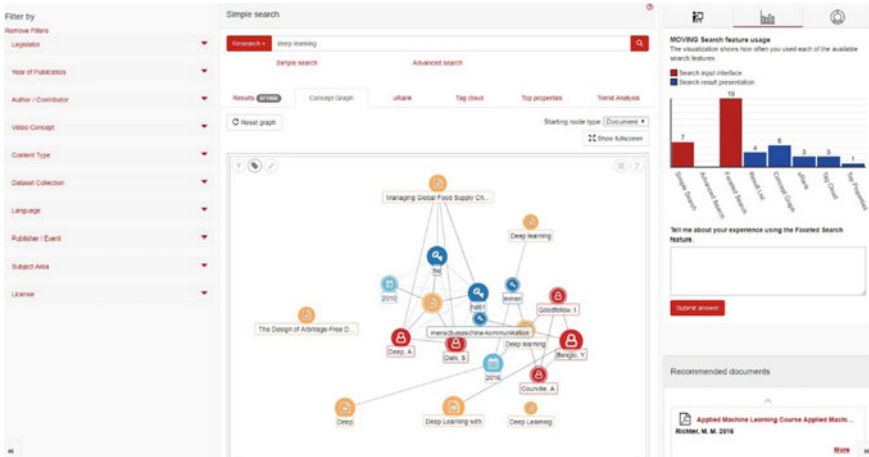 Filter by
Remove Filters
Legislator
Year of Publication
Author / Contributor
Video Concept
Content Type
Dataset Collection
Language
Publisher / Event
Subject Area
License
Simple search
Research
deep learning
Simple search
Advanced search
Results
Concept Graph
uRank
Tag cloud
Top properties
Trend Analysis
Reset graph
Starting node type: Document
Show fullscreen
Managing Global Food Supply Ch...
Deep learning
2010
The Design of Arbitrage-Free D...
Goodfellow, I.
mensch-maschine-kommunikation
Deep, A.
Deep learning
Bengio, Y.
2016
Courville, A.
Deep
Deep Learning with
Deep Learning
MOVING Search feature usage
The visualization shows how often you used each of the available
search features
Search input interface
Search result presentation
7
19
4
6
3
3
1
Simple Search
Advanced Search
Faceted Search
Result List
Concept Graph
uRank
Tag Cloud
Top Properties
Tell me about your experience using the Faceted Search
feature.
Submit answer
Recommended documents
Applied Machine Learning Course Applied Machi...
Richter, M. M. 2016
More